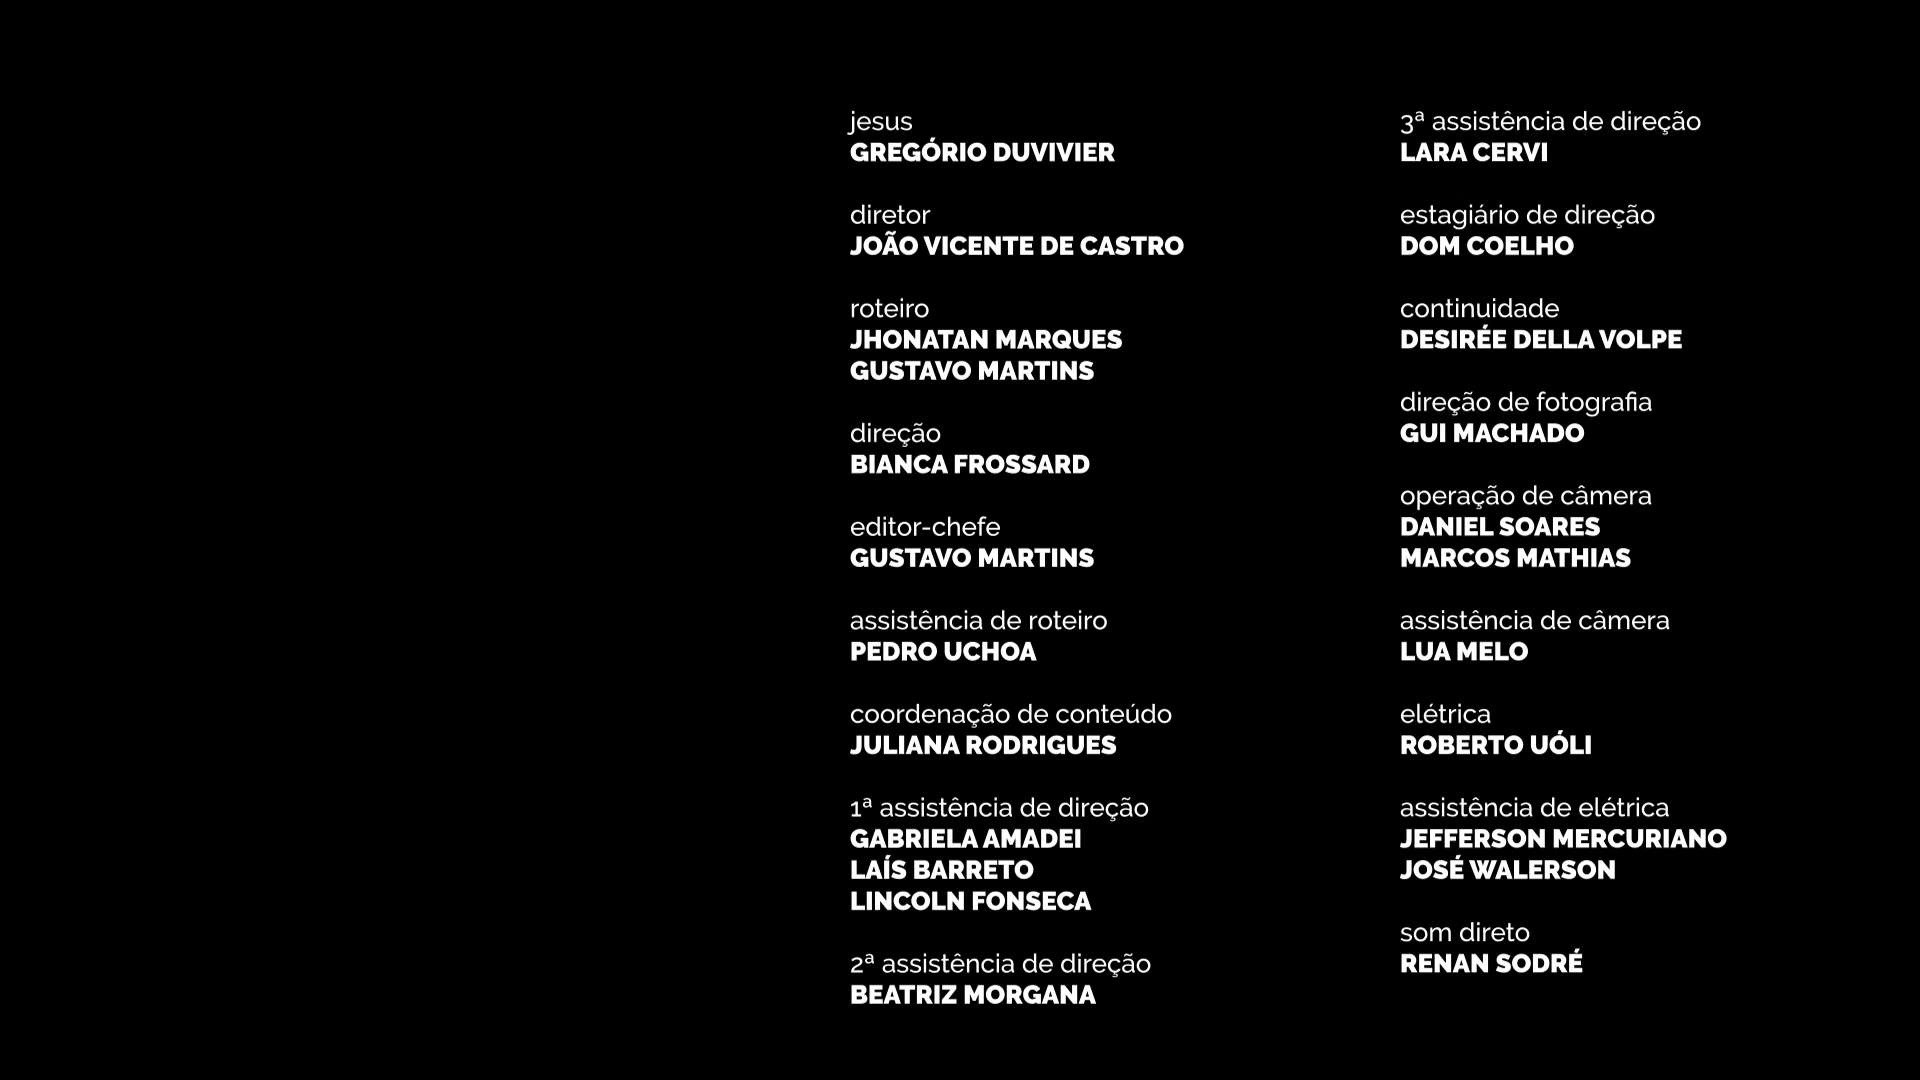 jesus
GREGÓRIO DUVIVIER
diretor
JOÃO VICENTE DE CASTRO
roteiro
JHONATAN MARQUES
GUSTAVO MARTINS
direção
BIANCA FROSSARD
editor-chefe
GUSTAVO MARTINS
assistência de roteiro
PEDRO UCHOA
coordenação de conteúdo
JULIANA RODRIGUES
1ª assistência de direção
GABRIELA AMADEI
LAÍS BARRETO
LINCOLN FONSECA
2ª assistência de direção
BEATRIZ MORGANA
3ª assistência de direção
LARA CERVI
estagiário de direção
DOM COELHO
continuidade
DESIRÉE DELLA VOLPE
direção de fotografia
GUI MACHADO
operação de câmera
DANIEL SOARES
MARCOS MATHIAS
assistência de câmera
LUA MELO
elétrica
ROBERTO UÓLI
assistência de elétrica
JEFFERSON MERCURIANO
JOSÉ WALERSON
som direto
RENAN SODRÉ